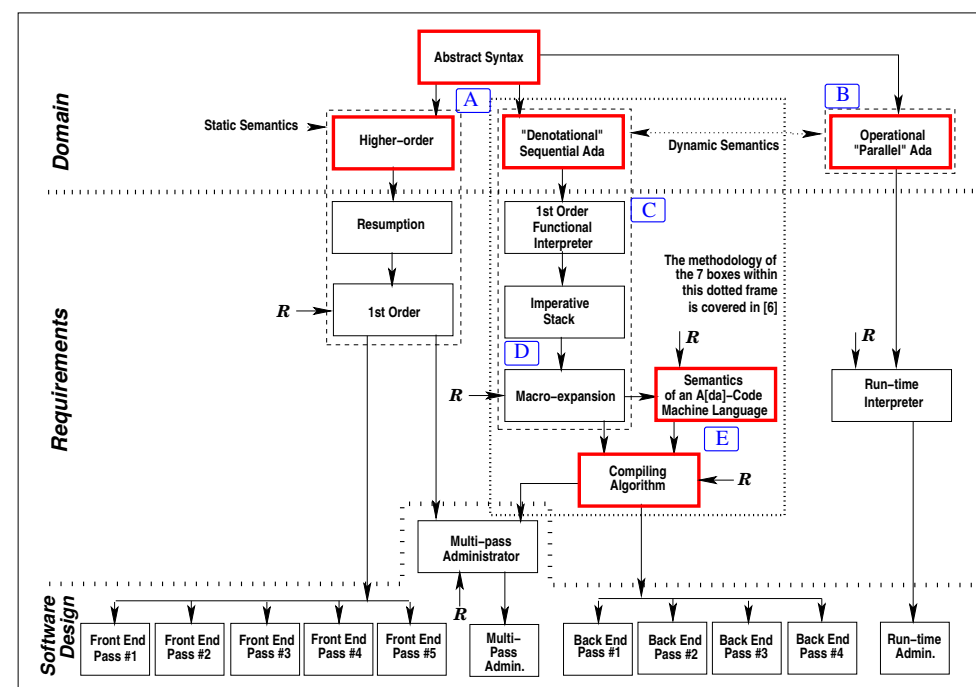 Abstract Syntax
A
B
Domain
Static Semantics
Higher-order
"Denotational"
Sequential Ada
Dynamic Semantics
Operational
"Parallel" Ada
Requirements
Resumption
1st Order
Functional
Interpreter
C
The methodology of
the 7 boxes within
this dotted frame
is covered in [6]
R
1st Order
Imperative
Stack
D
R
R
R
Macro-expansion
Semantics
of an A[da]-Code
Machine Language
Run-time
Interpreter
E
Compiling
Algorithm
R
Multi-pass
Administrator
R
Software
Design
Front End
Pass #1
Front End
Pass #2
Front End
Pass #3
Front End
Pass #4
Front End
Pass #5
Multi-
Pass
Admin.
Back End
Pass #1
Back End
Pass #2
Back End
Pass #3
Back End
Pass #4
Run-time
Admin.